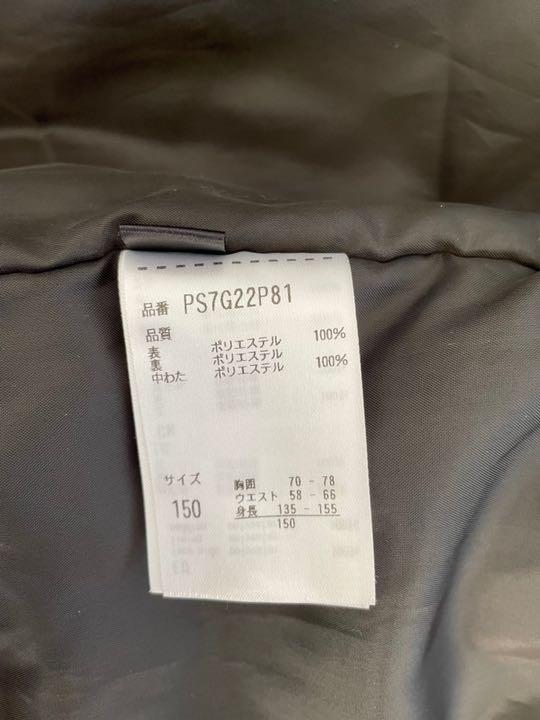 品番 PS7G22P81
品質
表 ポリエステル 100%
裏 ポリエステル
中わた ポリエステル 100%
サイズ
150
胸囲 70 - 78
ウエスト 58 - 66
身長 135 - 155
150